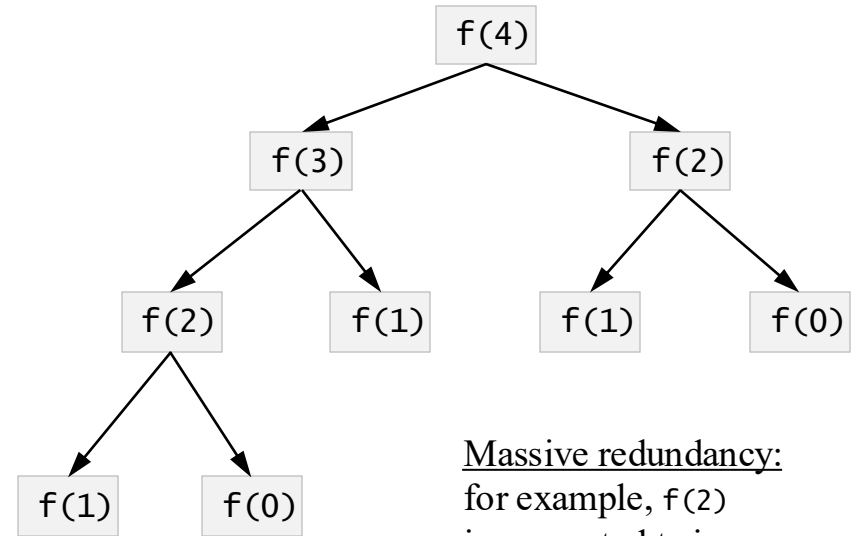 f(4)
f(3) f(2)
f(2) f(1) f(1) f(0)
Massive redundancy:
for example, f(2)
f(1) f(0)